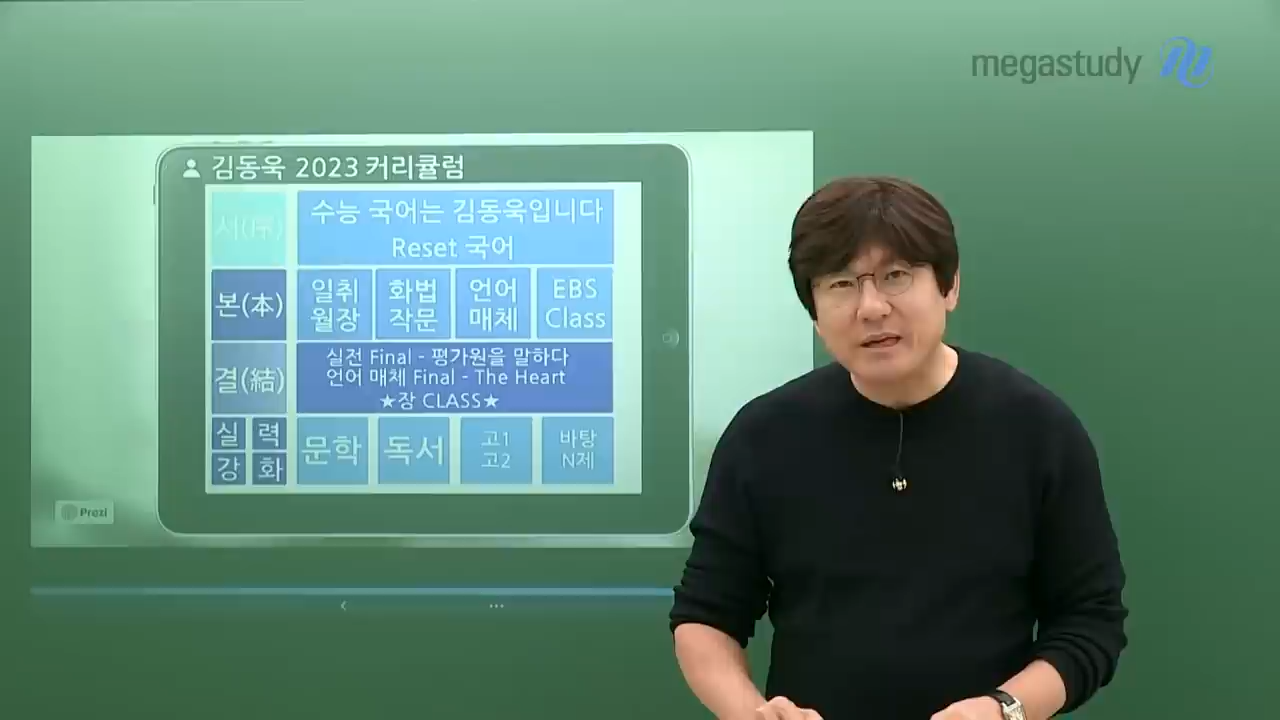 megastudy
김동욱 2023 커리큘럼
서(序)
수능 국어는 김동욱입니다
Reset 국어
본(本)
일취
월장
화법
작문
언어
매체
EBS
Class
결(結)
실전 Final - 평가원을 말하다
언어 매체 Final - The Heart
★장 CLASS★
실 력
강 화
문학
독서
고1
고2
바탕
N제
Prezi